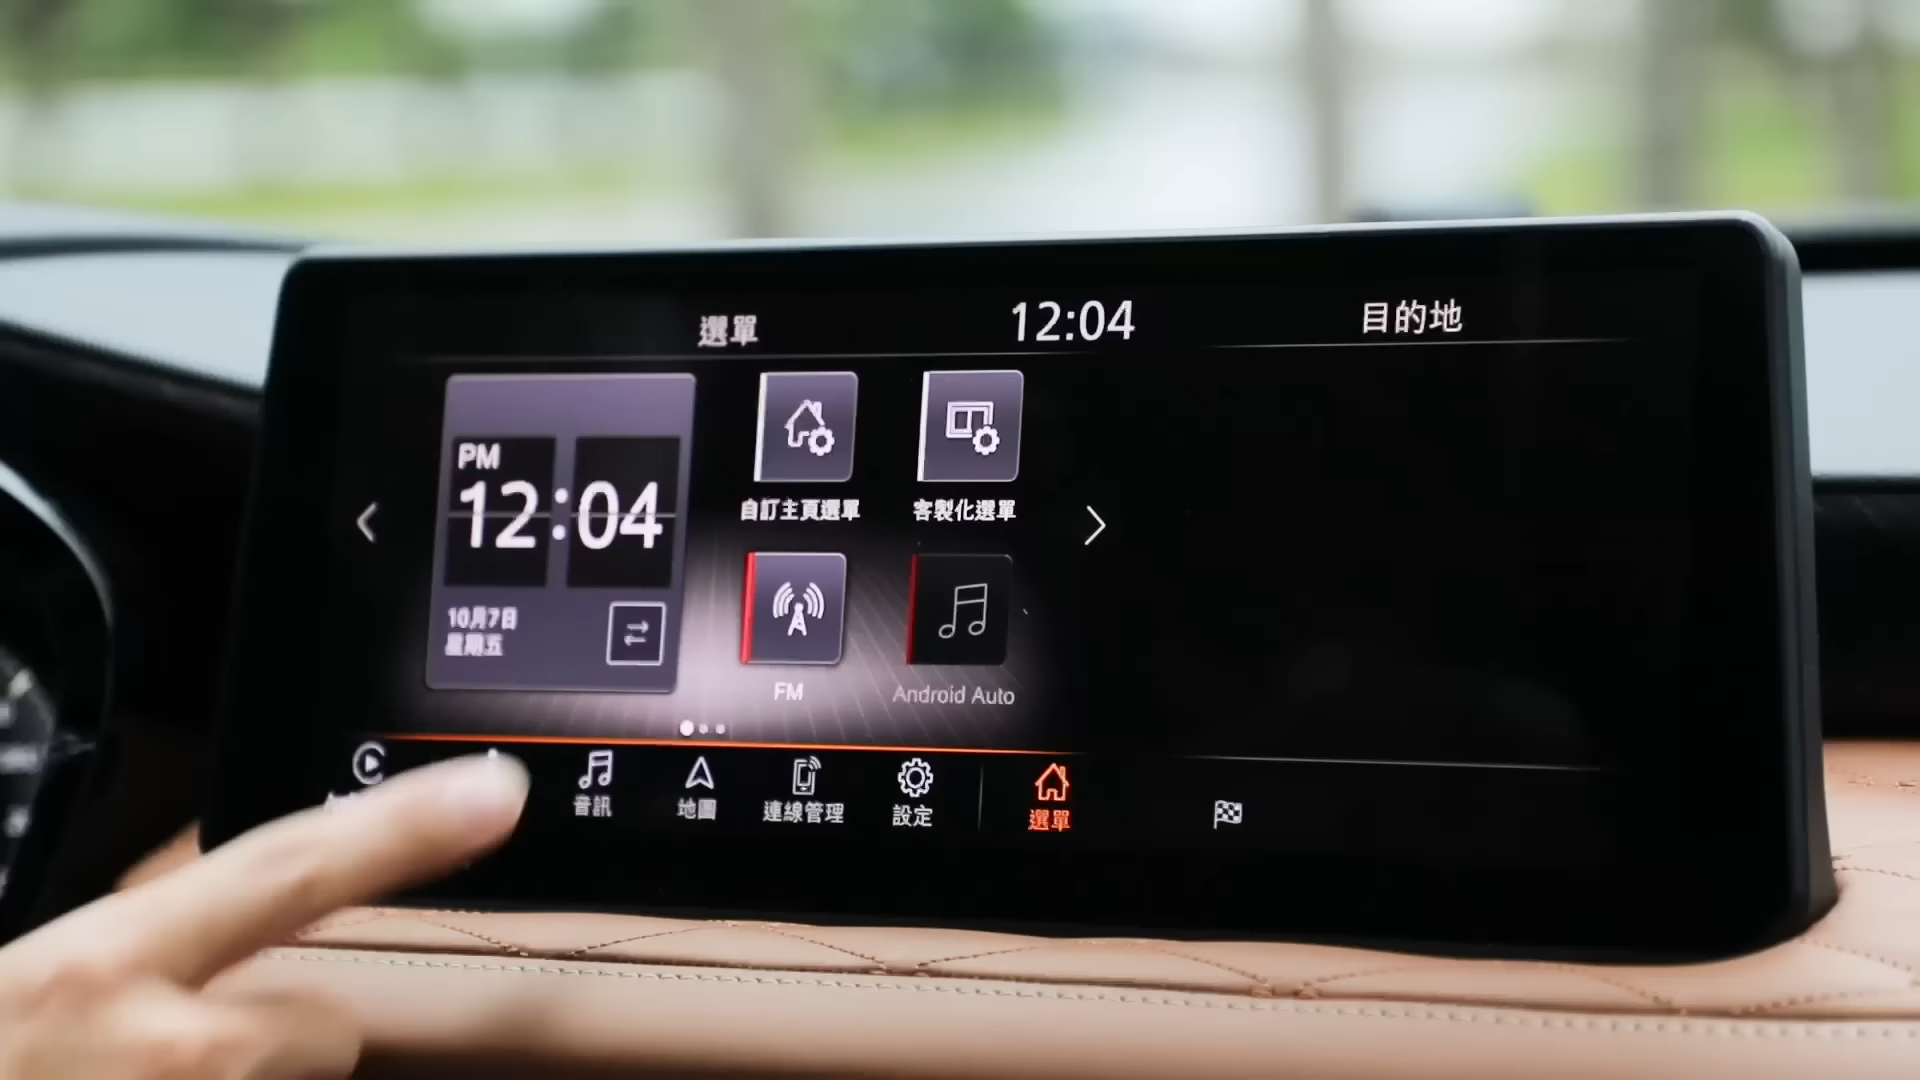 選單
12:04
目的地
PM
12:04
10月7日
星期五
自訂主頁選單
客製化選單
FM
Android Auto
音訊
地圖
連線管理
設定
選單